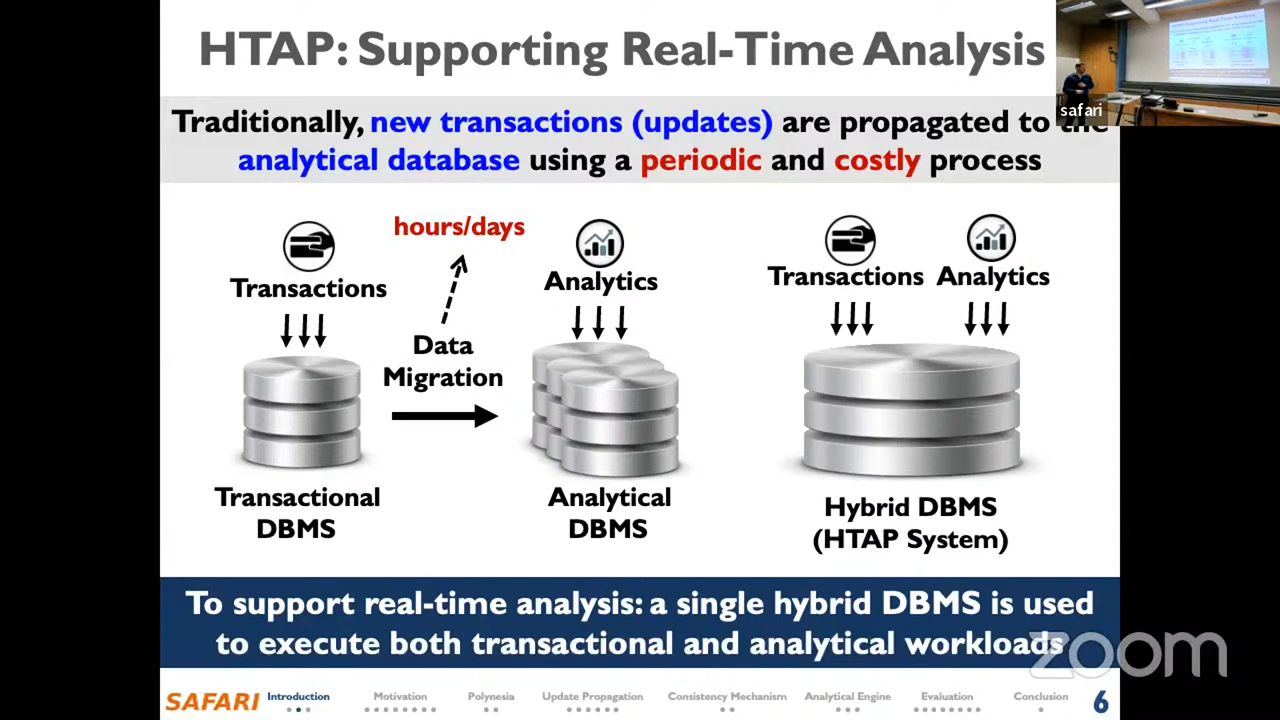 HTAP: Supporting Real-Time Analysis
safari
Traditionally, new transactions (updates) are propagated to the
analytical database using a periodic and costly process
hours/days
Transactions
Analytics
Transactions
Analytics
Data
Migration
Transactional
DBMS
Analytical
DBMS
Hybrid DBMS
(HTAP System)
To support real-time analysis: a single hybrid DBMS is used
to execute both transactional and analytical workloads
zoom
SAFARI
Introduction
Motivation
Polynesia
Update Propagation
Consistency Mechanism
Analytical Engine
Evaluation
Conclusion
6